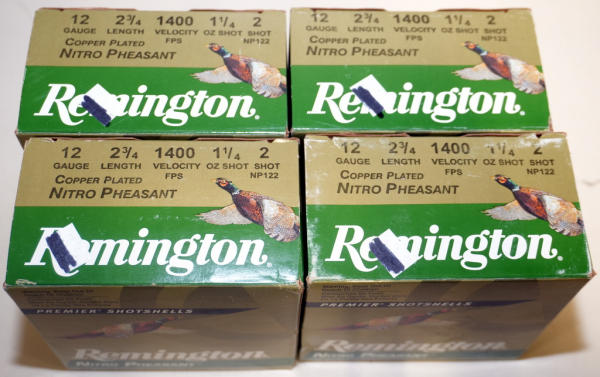 12 2¾ 1400 1¼ 2
GAUGE LENGTH VELOCITY OZ SHOT SHOT
FPS NP122
COPPER PLATED
NITRO PHEASANT
Remington®
12 2¾ 1400 1¼ 2
GAUGE LENGTH VELOCITY OZ SHOT SHOT
FPS NP122
COPPER PLATED
NITRO PHEASANT
Remington®
12 2¾ 1400 1¼ 2
GAUGE LENGTH VELOCITY OZ SHOT SHOT
FPS NP122
COPPER PLATED
NITRO PHEASANT
Remington®
PREMIER® SHOTSHELLS
Remington
NITRO PHEASANT
12 2¾ 1400 1¼ 2
GAUGE LENGTH VELOCITY OZ SHOT SHOT
FPS NP122
COPPER PLATED
NITRO PHEASANT
Remington®
PREMIER® SHOTSHELLS
Remington
NITRO PHEASANT